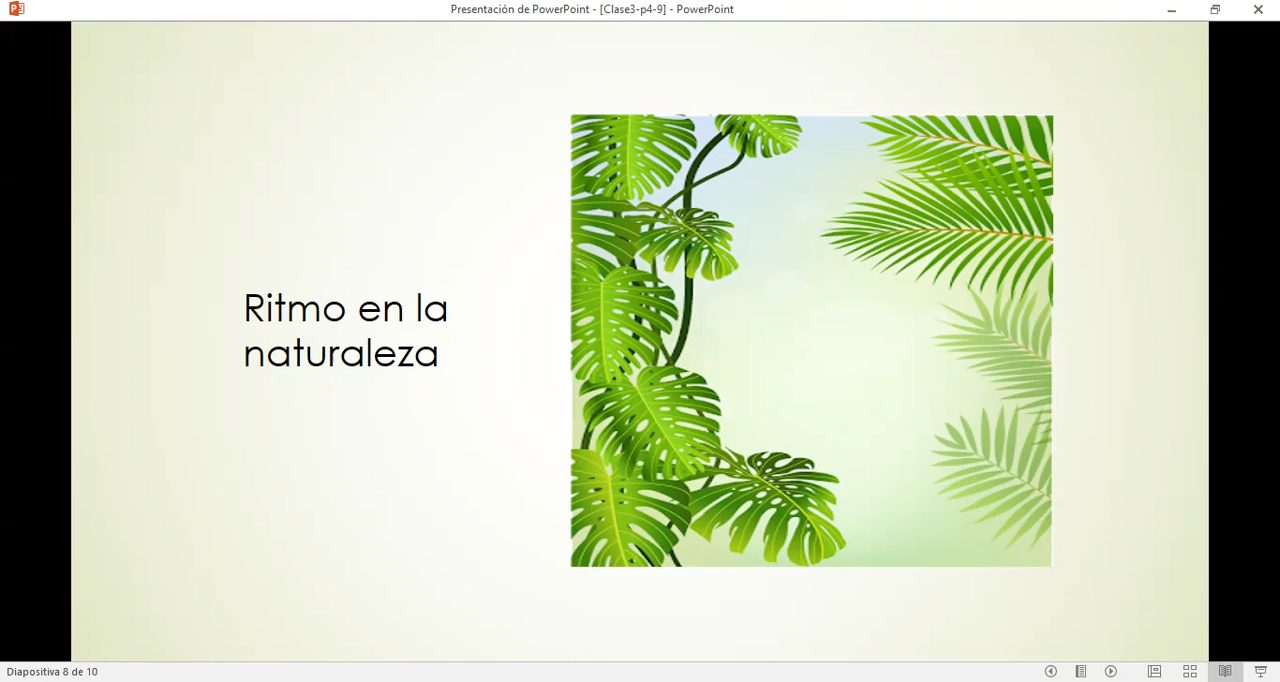 Presentación de PowerPoint - [Clase3-p4-9] - PowerPoint
Ritmo en la
naturaleza
Diapositiva 8 de 10